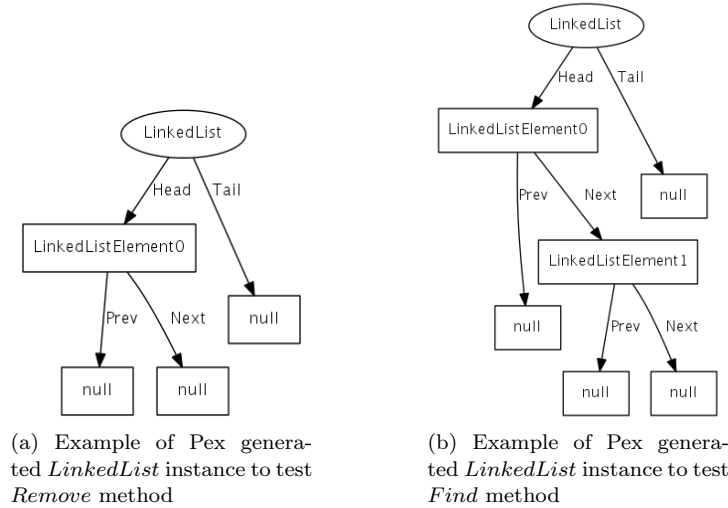 LinkedList
Head
Tail
LinkedListElement0
null
Prev
Next
null
null
(a) Example of Pex genera-
ted LinkedList instance to test
Remove method
LinkedList
Head
Tail
LinkedListElement0
null
Prev
Next
LinkedListElement1
null
Prev
Next
null
null
(b) Example of Pex genera-
ted LinkedList instance to test
Find method